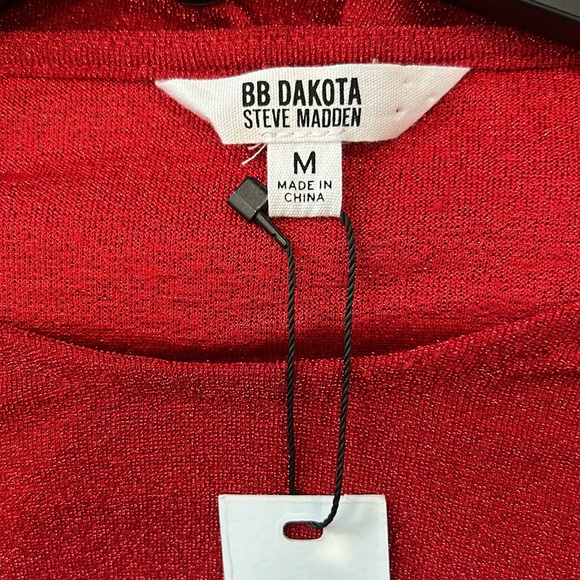 BB DAKOTA
STEVE MADDEN
M
MADE IN
CHINA